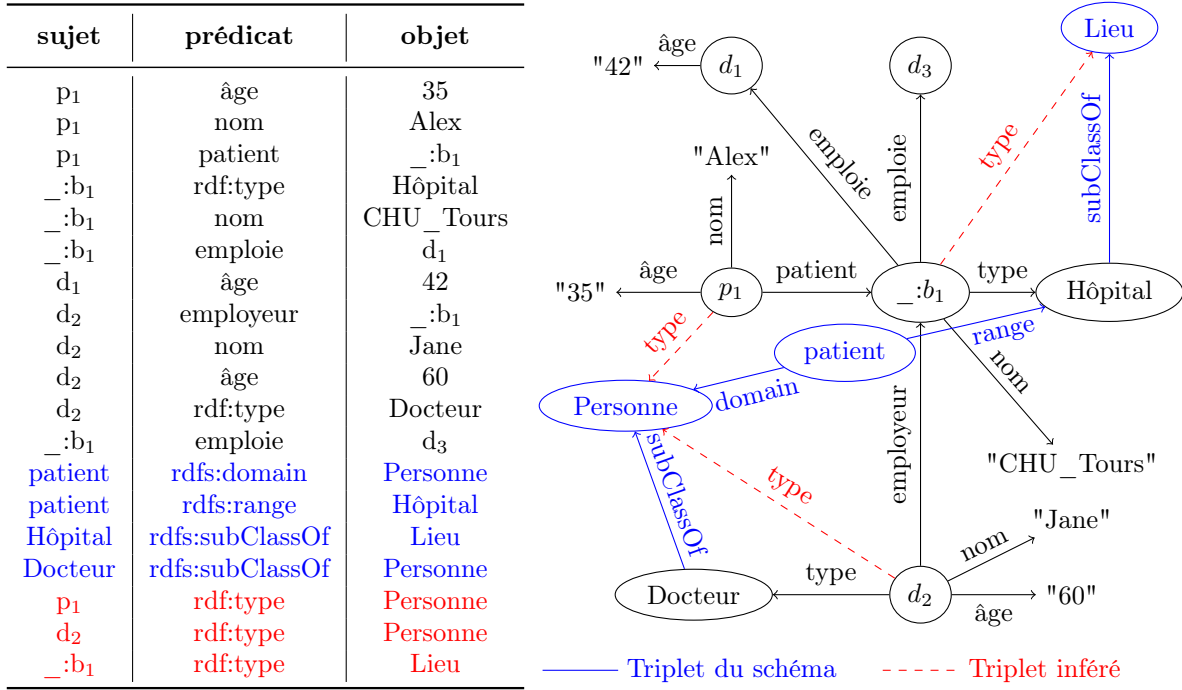 sujet prédicat objet
p₁ âge 35
p₁ nom Alex
p₁ patient _:b₁
_:b₁ rdf:type Hôpital
_:b₁ nom CHU_Tours
_:b₁ emploie d₁
d₁ âge 42
d₂ employeur _:b₁
d₂ nom Jane
d₂ âge 60
d₂ rdf:type Docteur
_:b₁ emploie d₃
patient rdfs:domain Personne
patient rdfs:range Hôpital
Hôpital rdfs:subClassOf Lieu
Docteur rdfs:subClassOf Personne
p₁ rdf:type Personne
d₂ rdf:type Personne
_:b₁ rdf:type Lieu
Lieu
"42" âge d₁ d₃
subClassOf
type
emploie emploie
"Alex"
nom
"35" âge p₁ patient _:b₁ type Hôpital
type
patient range
nom
Personne domain
employeur
"CHU_Tours"
subClassOf
type
"Jane"
nom
Docteur type d₂ âge "60"
Triplet du schéma Triplet inféré